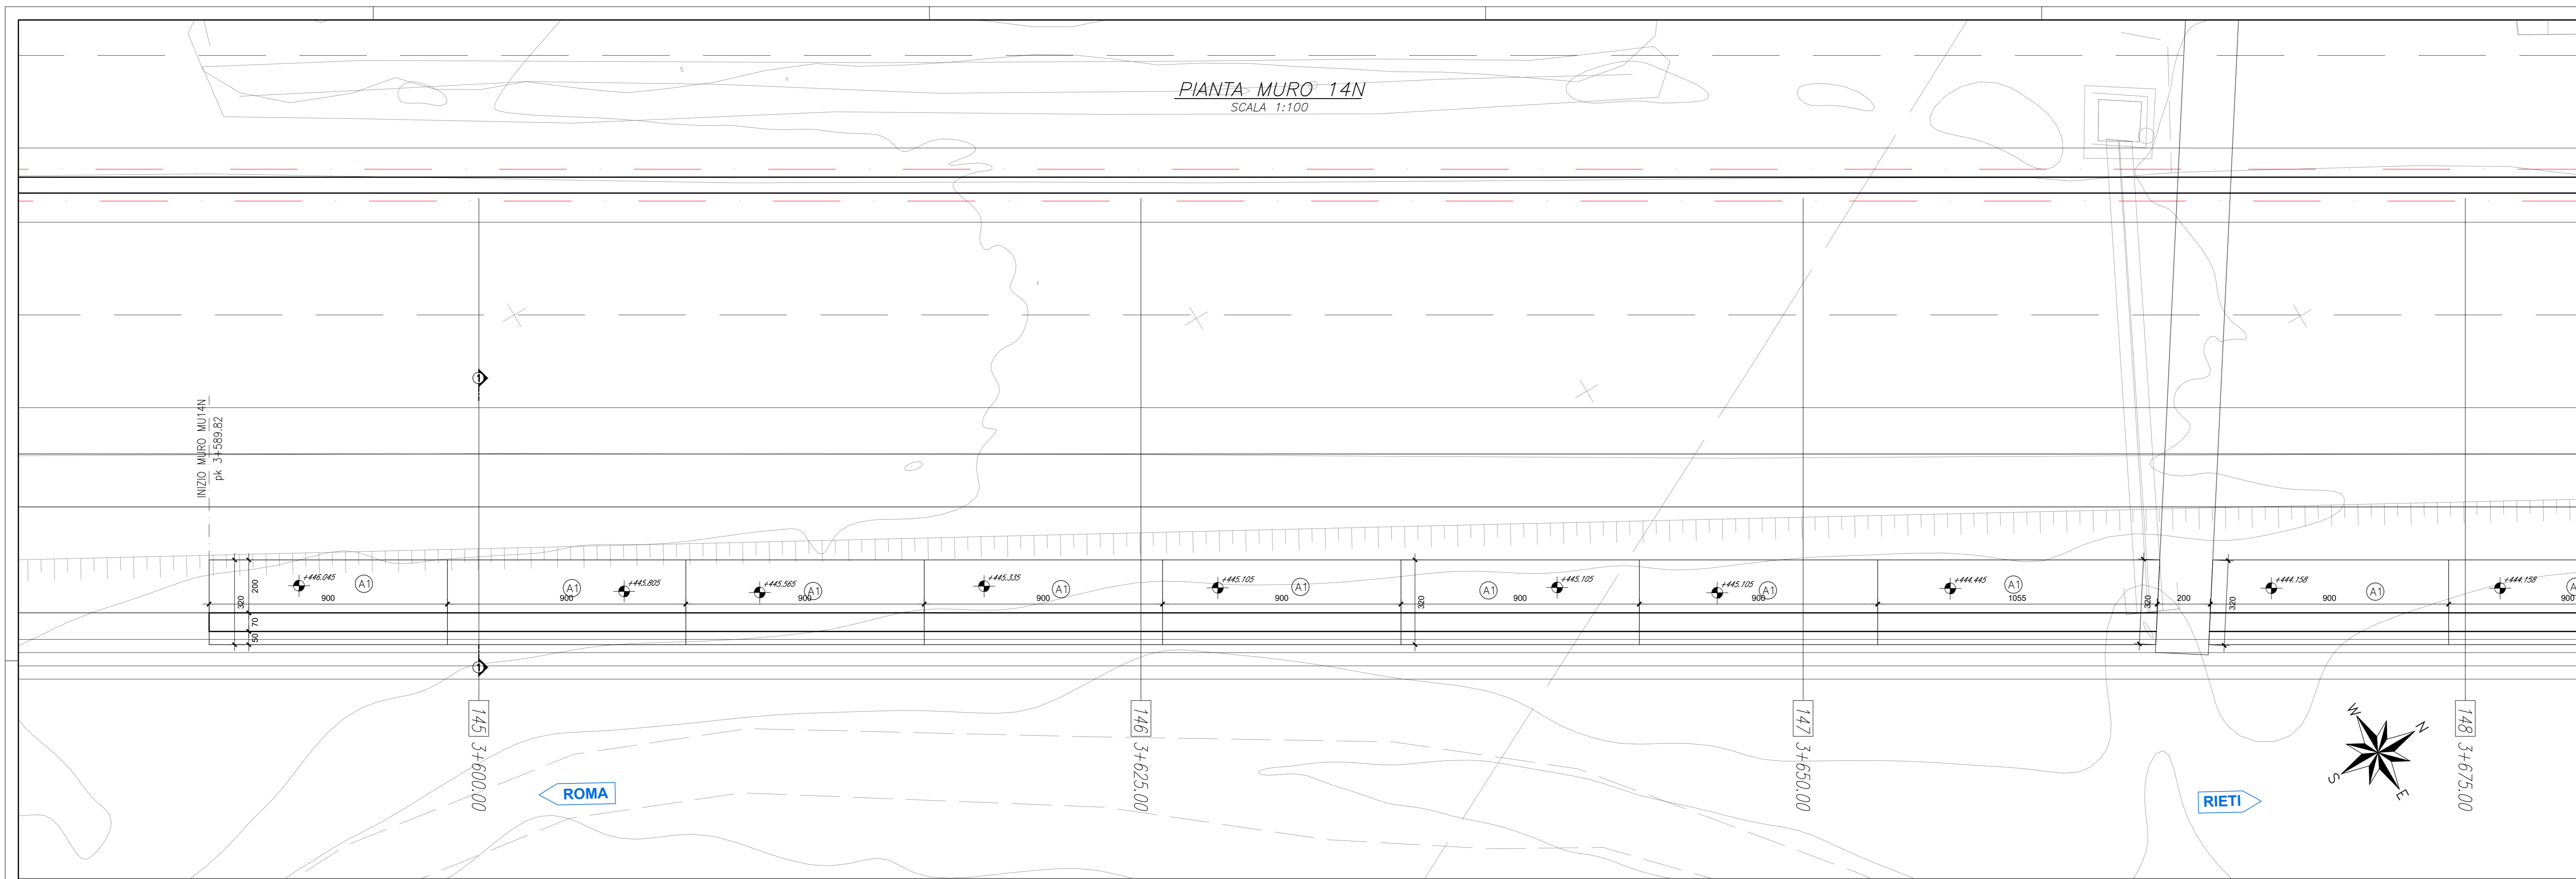 PIANTA MURO 14N
SCALA 1:100
1
INIZIO MURO MU14N
pk 3+589.82
200
320
70
50
+446.045
A1
900
A1
+445.805
900
+445.565
A1
900
+445.335
A1
900
+445.105
A1
900
320
A1
+445.105
900
+445.105
A1
900
+444.445
A1
1055
320
200
320
+444.158
A1
900
+444.158
A
900
1
145 3+600.00
146 3+625.00
147 3+650.00
148 3+675.00
W
N
S
E
ROMA
RIETI